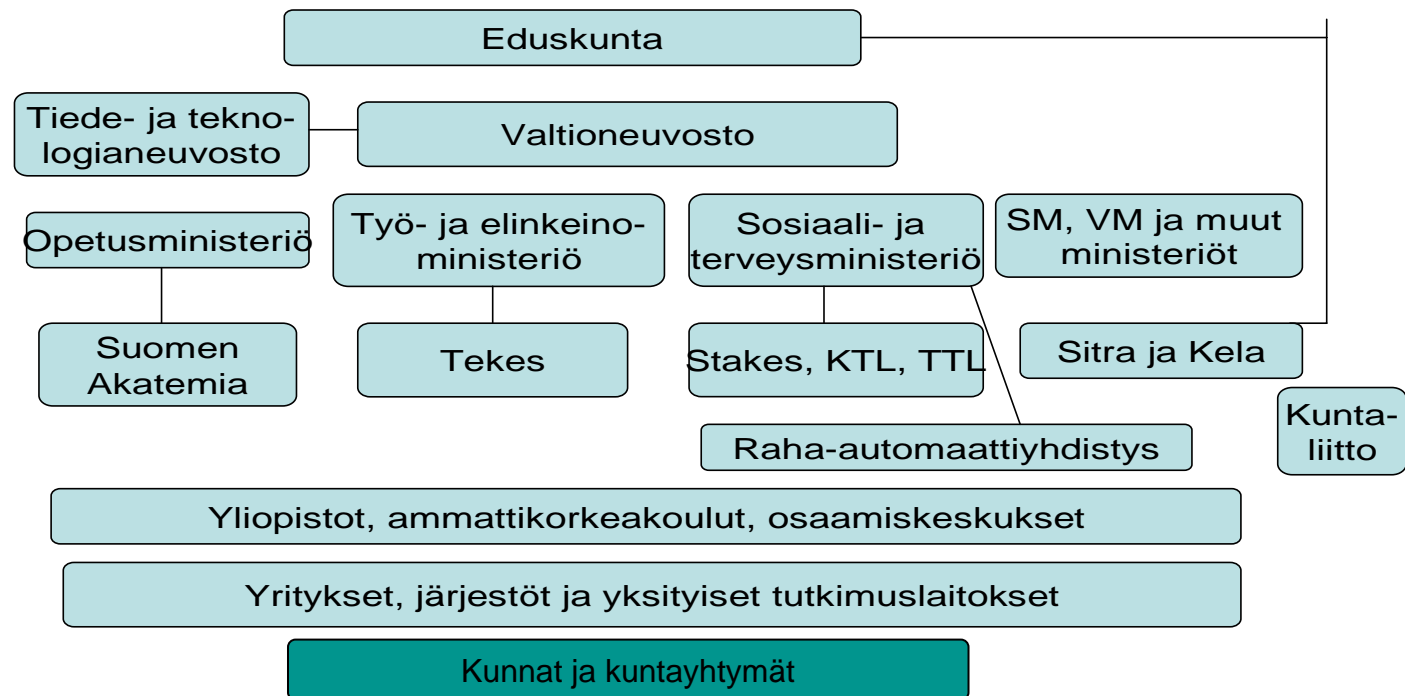 Eduskunta
Tiede- ja tekno-
logianeuvosto
Valtioneuvosto
Opetusministeriö
Työ- ja elinkeino-
ministeriö
Sosiaali- ja
terveysministeriö
SM, VM ja muut
ministeriöt
Suomen
Akatemia
Tekes
Stakes, KTL, TTL
Sitra ja Kela
Kunta-
liitto
Raha-automaattiyhdistys
Yliopistot, ammattikorkeakoulut, osaamiskeskukset
Yritykset, järjestöt ja yksityiset tutkimuslaitokset
Kunnat ja kuntayhtymät